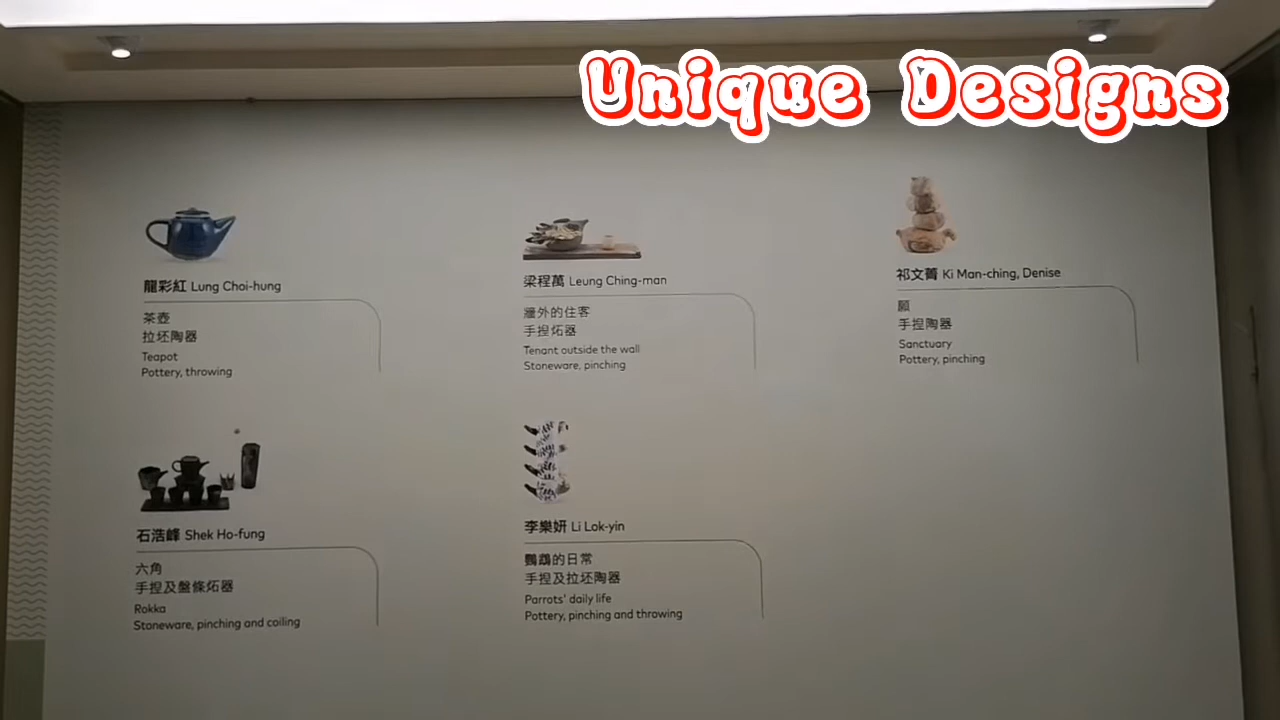 Unique Designs
龍彩紅 Lung Choi-hung
茶壺
拉坯陶器
Teapot
Pottery, throwing
梁程萬 Leung Ching-man
牆外的住客
手捏炻器
Tenant outside the wall
Stoneware, pinching
祁文蕎 Ki Man-ching, Denise
願
手捏陶器
Sanctuary
Pottery, pinching
石浩峰 Shek Ho-fung
六角
手捏及盤條炻器
Rokka
Stoneware, pinching and coiling
李樂妍 Li Lok-yin
鸚鵡的日常
手捏及拉坯陶器
Parrots' daily life
Pottery, pinching and throwing